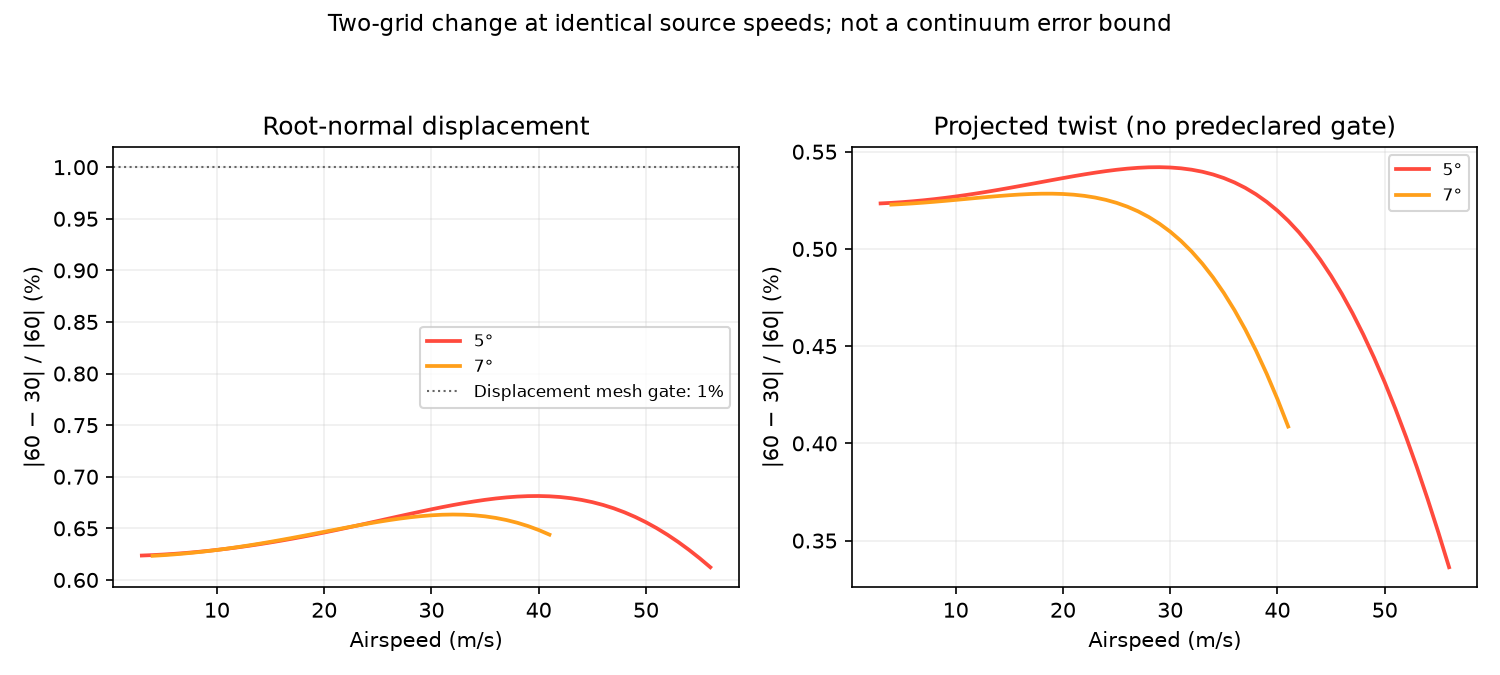 Two-grid change at identical source speeds; not a continuum error bound
Root-normal displacement
|60 − 30| / |60| (%)
1.00
0.95
0.90
0.85
0.80
0.75
0.70
0.65
0.60
5°
7°
Displacement mesh gate: 1%
10 20 30 40 50
Airspeed (m/s)
Projected twist (no predeclared gate)
|60 − 30| / |60| (%)
0.55
0.50
0.45
0.40
0.35
5°
7°
10 20 30 40 50
Airspeed (m/s)